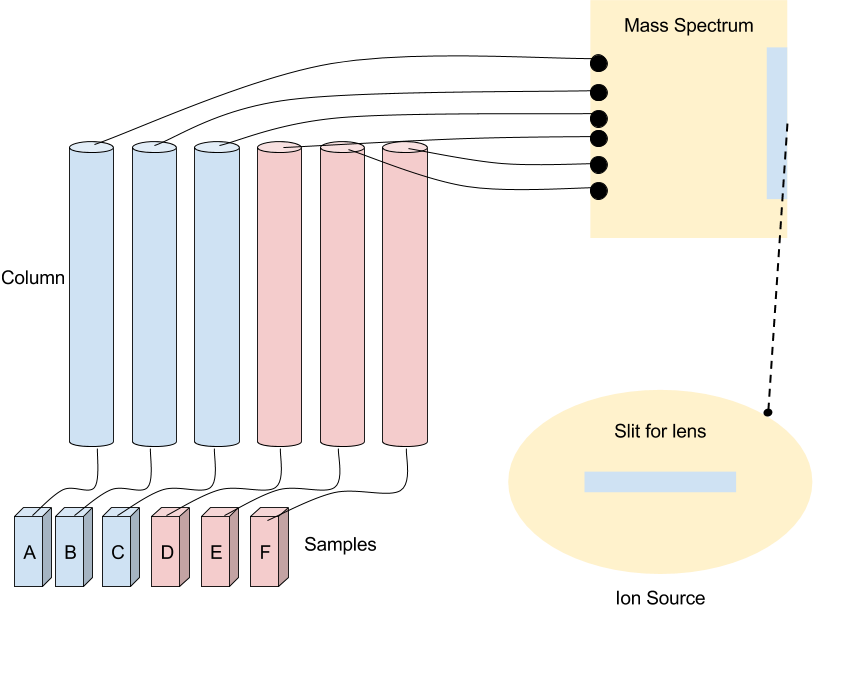 Mass Spectrum
Column
Slit for lens
A B C D E F
Samples
Ion Source